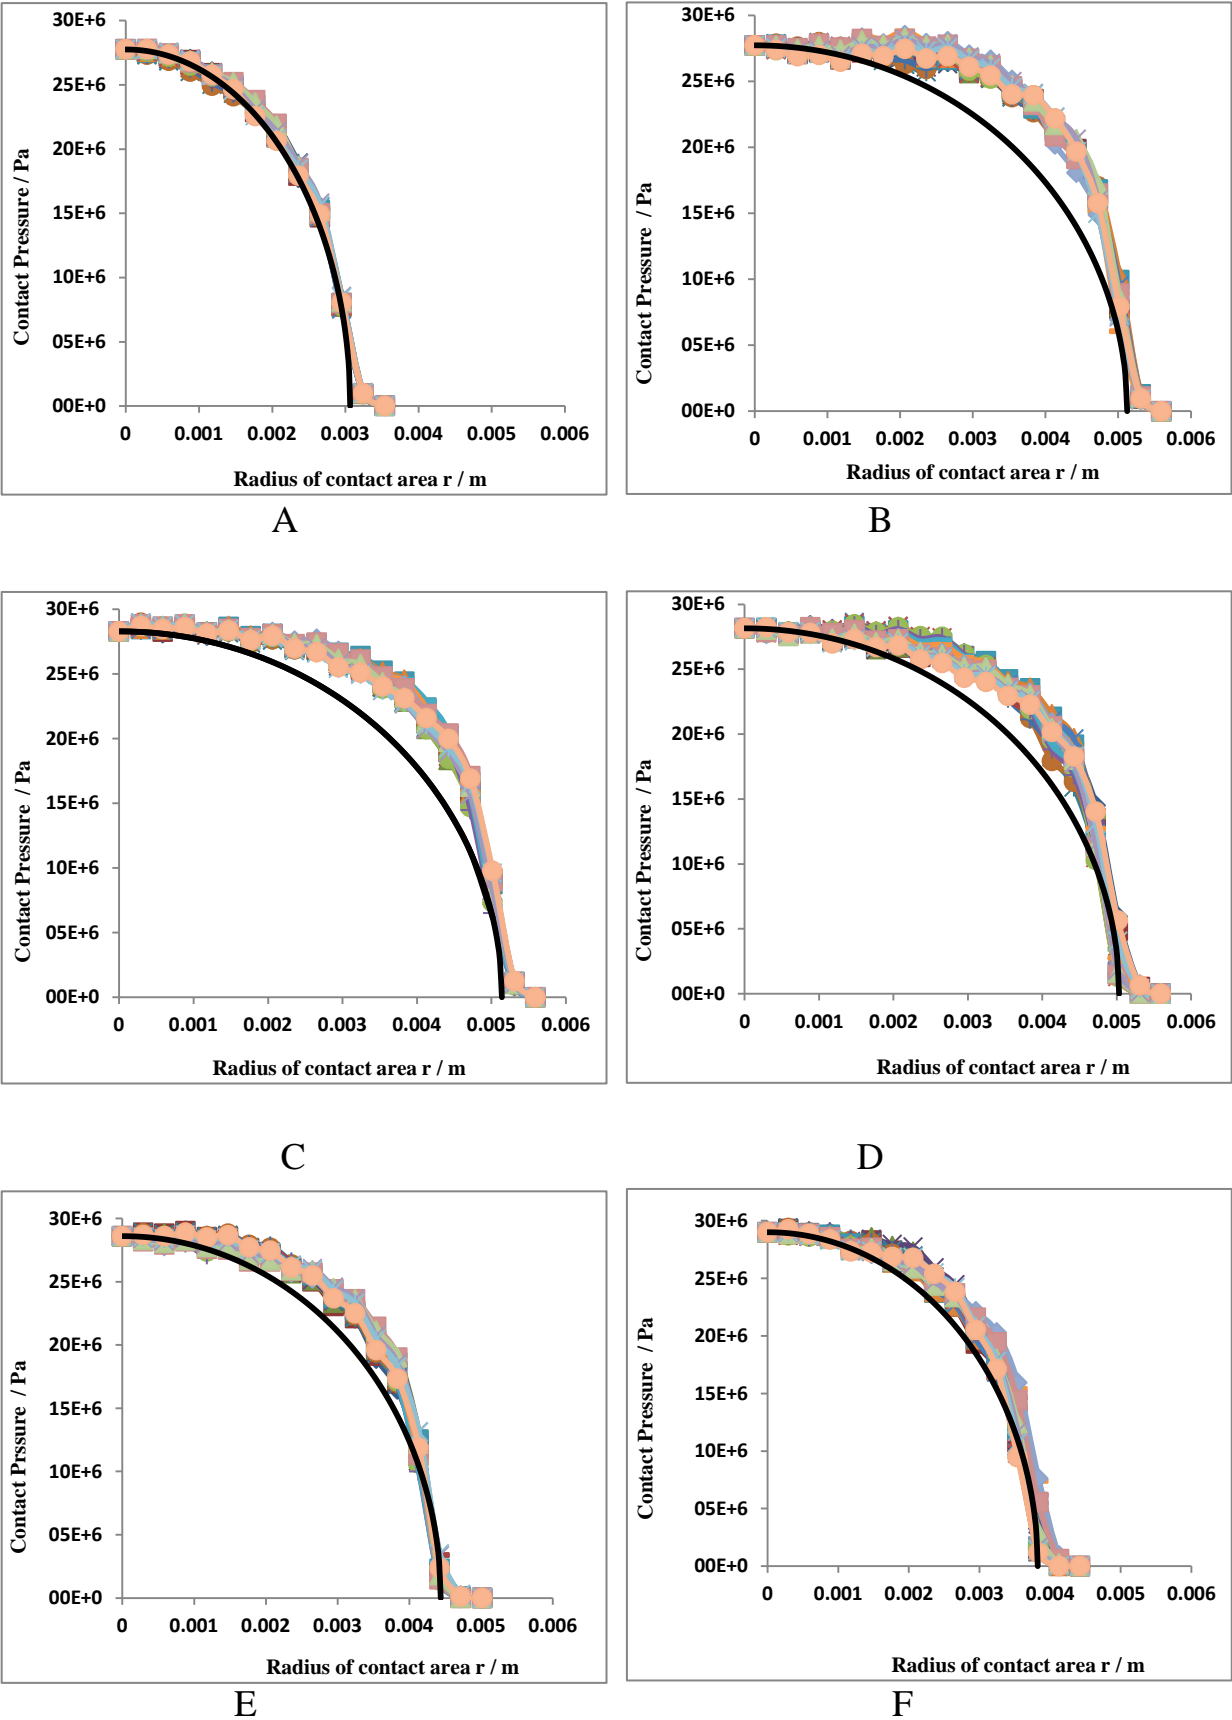 30E+6
25E+6
20E+6
15E+6
10E+6
05E+6
00E+0
0 0.001 0.002 0.003 0.004 0.005 0.006
Contact Pressure / Pa
Radius of contact area r / m
A
30E+6
25E+6
20E+6
15E+6
10E+6
05E+6
00E+0
0 0.001 0.002 0.003 0.004 0.005 0.006
Contact Pressure / Pa
Radius of contact area r / m
B
30E+6
25E+6
20E+6
15E+6
10E+6
05E+6
00E+0
0 0.001 0.002 0.003 0.004 0.005 0.006
Contact Pressure / Pa
Radius of contact area r / m
C
30E+6
25E+6
20E+6
15E+6
10E+6
05E+6
00E+0
0 0.001 0.002 0.003 0.004 0.005 0.006
Contact Pressure / Pa
Radius of contact area r / m
D
30E+6
25E+6
20E+6
15E+6
10E+6
05E+6
00E+0
0 0.001 0.002 0.003 0.004 0.005 0.006
Contact Prssure / Pa
Radius of contact area r / m
E
30E+6
25E+6
20E+6
15E+6
10E+6
05E+6
00E+0
0 0.001 0.002 0.003 0.004 0.005 0.006
Contact Pressure / Pa
Radius of contact area r / m
F